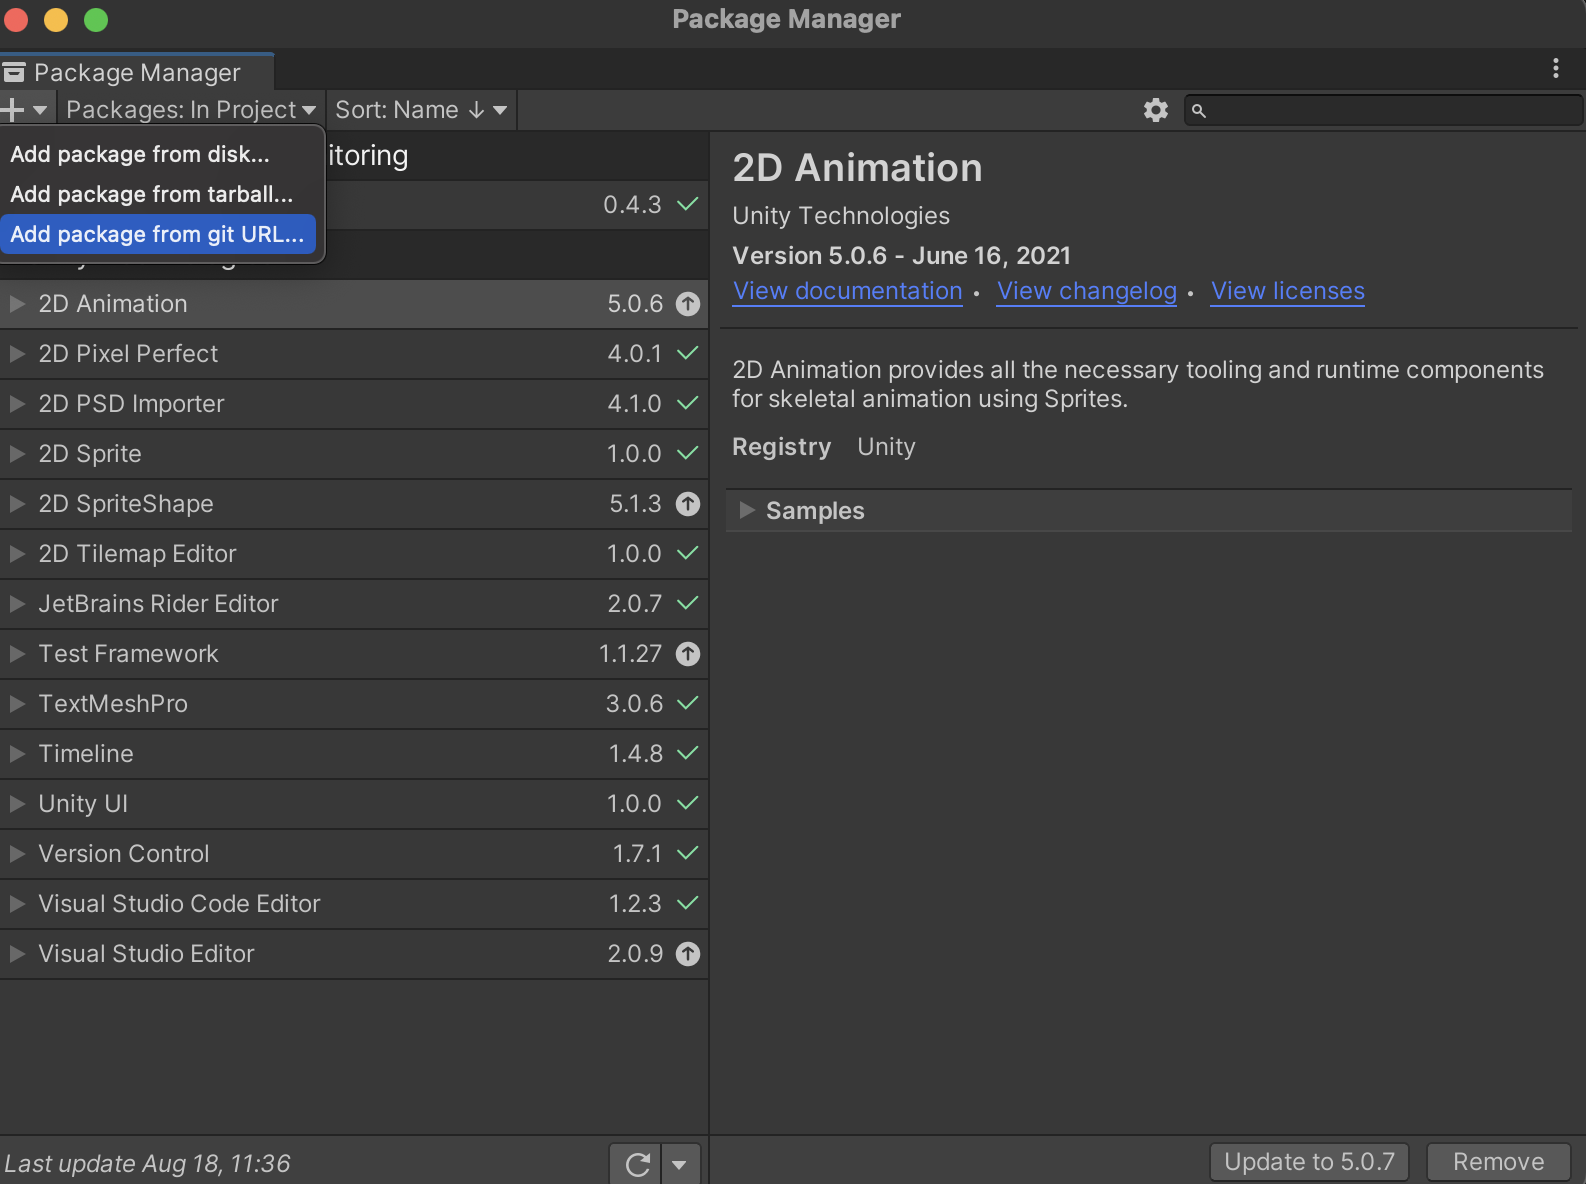 Package Manager
Package Manager
Packages: In Project
Sort: Name ↓
Add package from disk...
Add package from tarball...
Add package from git URL...
itoring
0.4.3
2D Animation 5.0.6
2D Pixel Perfect 4.0.1
2D PSD Importer 4.1.0
2D Sprite 1.0.0
2D SpriteShape 5.1.3
2D Tilemap Editor 1.0.0
JetBrains Rider Editor 2.0.7
Test Framework 1.1.27
TextMeshPro 3.0.6
Timeline 1.4.8
Unity UI 1.0.0
Version Control 1.7.1
Visual Studio Code Editor 1.2.3
Visual Studio Editor 2.0.9
Last update Aug 18, 11:36
2D Animation
Unity Technologies
Version 5.0.6 - June 16, 2021
View documentation • View changelog • View licenses
2D Animation provides all the necessary tooling and runtime components
for skeletal animation using Sprites.
Registry Unity
Samples
Update to 5.0.7
Remove